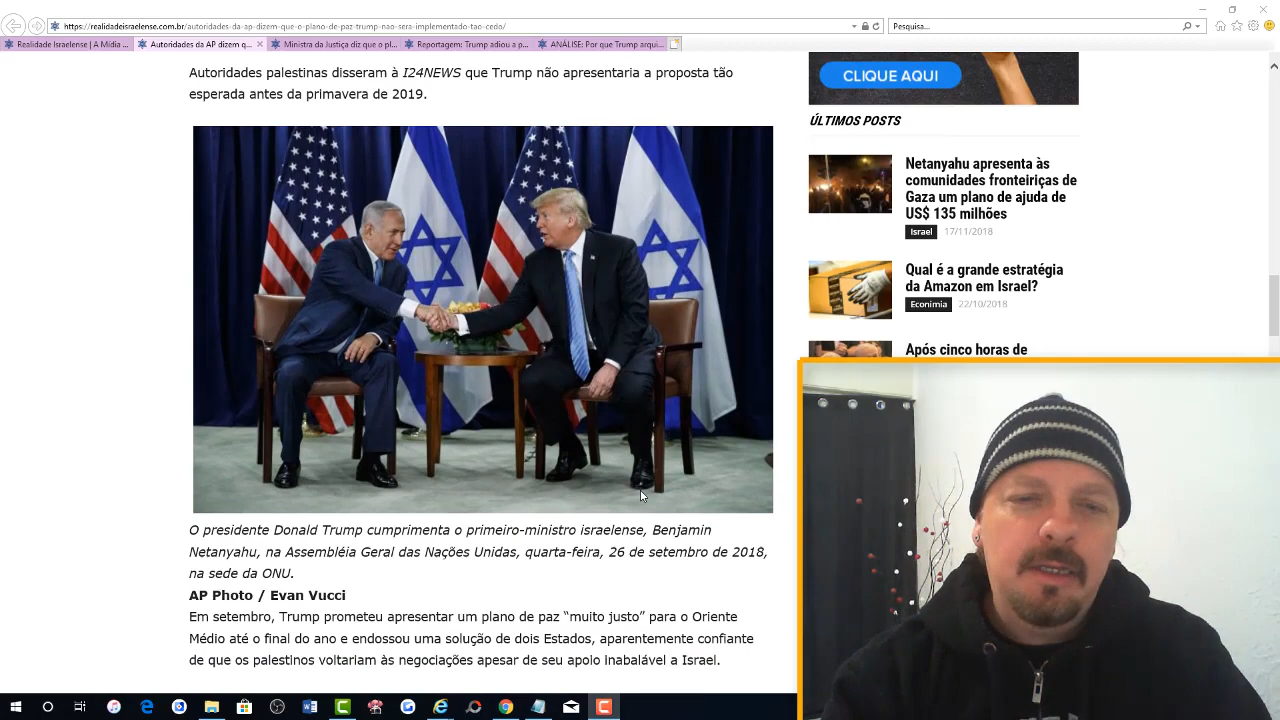 https://realidadeisraelense.com.br/autoridades-da-ap-dizem-que-o-plano-de-paz-trump-nao-sera-implementado-tao-cedo/
Pesquisa...
Realidade Israelense | A Mídia ...
Autoridades da AP dizem q...
Ministra da Justiça diz que o pl...
Reportagem: Trump adiou a p...
ANÁLISE: Por que Trump arqui...
Autoridades palestinas disseram à I24NEWS que Trump não apresentaria a proposta tão
esperada antes da primavera de 2019.
O presidente Donald Trump cumprimenta o primeiro-ministro israelense, Benjamin
Netanyahu, na Assembléia Geral das Nações Unidas, quarta-feira, 26 de setembro de 2018,
na sede da ONU.
AP Photo / Evan Vucci
Em setembro, Trump prometeu apresentar um plano de paz “muito justo” para o Oriente
Médio até o final do ano e endossou uma solução de dois Estados, aparentemente confiante
de que os palestinos voltariam às negociações apesar de seu apoio inabalável a Israel.
CLIQUE AQUI
ÚLTIMOS POSTS
Netanyahu apresenta às
comunidades fronteiriças de
Gaza um plano de ajuda de
US$ 135 milhões
Israel 17/11/2018
Qual é a grande estratégia
da Amazon em Israel?
Econimia 22/10/2018
Após cinco horas de